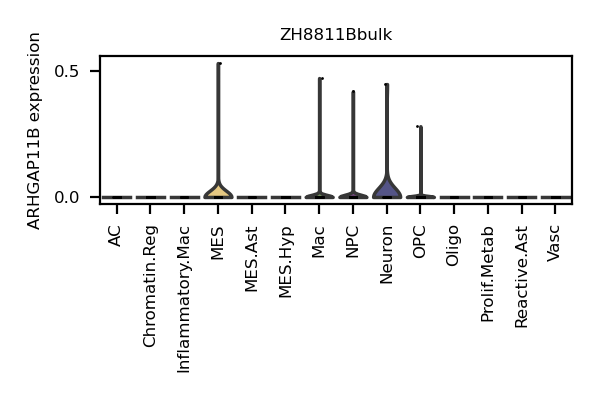 ZH8811Bbulk
ARHGAP11B expression
0.5
0.0
AC
Chromatin.Reg
Inflammatory.Mac
MES
MES.Ast
MES.Hyp
Mac
NPC
Neuron
OPC
Oligo
Prolif.Metab
Reactive.Ast
Vasc